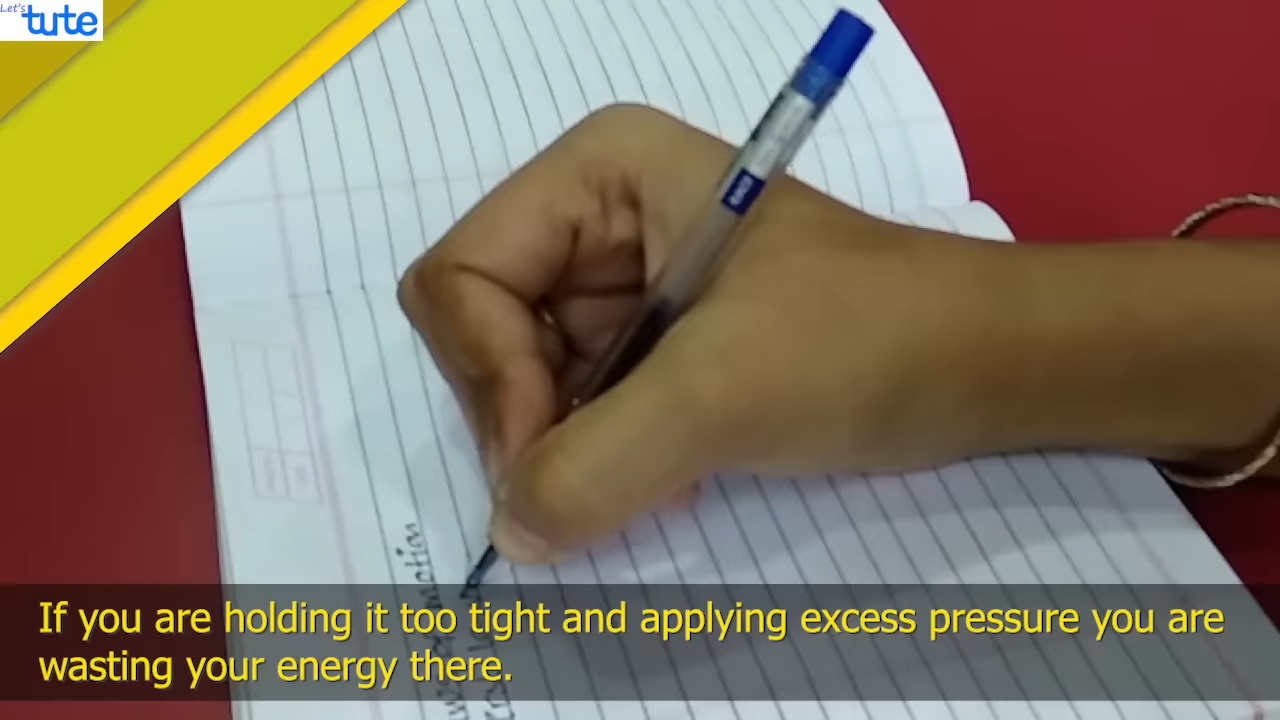 Let's
tute
If you are holding it too tight and applying excess pressure you are
wasting your energy there.
motion